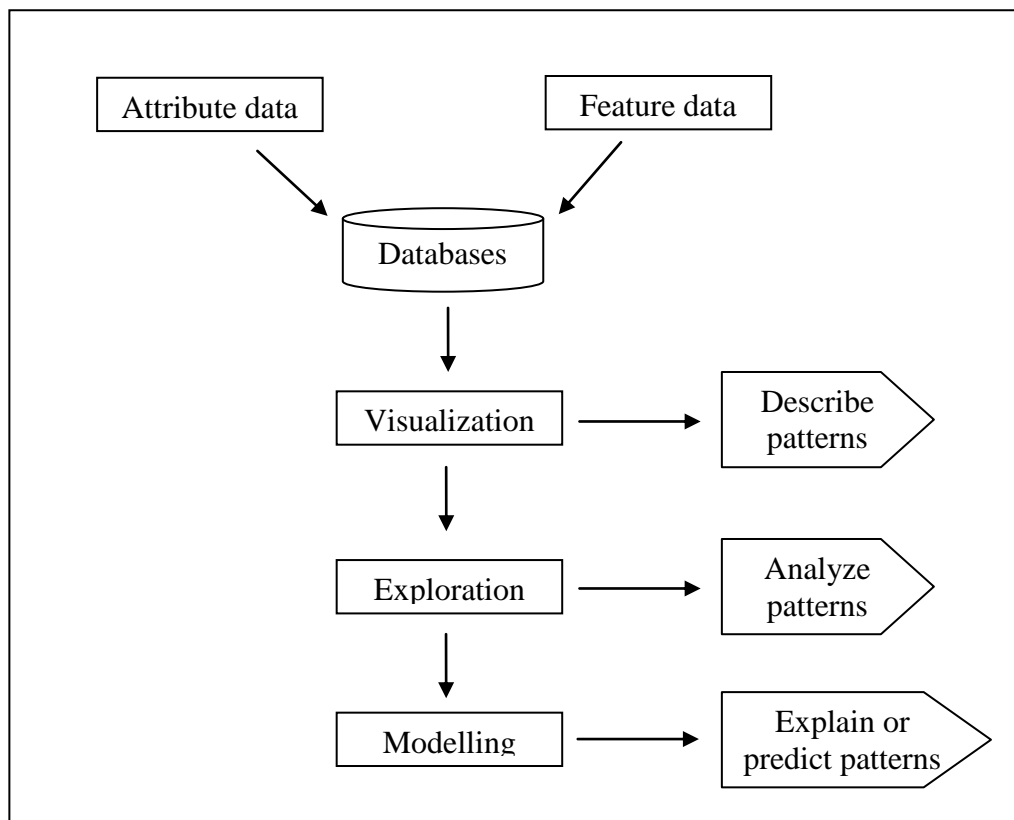 Attribute data
Feature data
Databases
Visualization
Describe
patterns
Exploration
Analyze
patterns
Modelling
Explain or
predict patterns